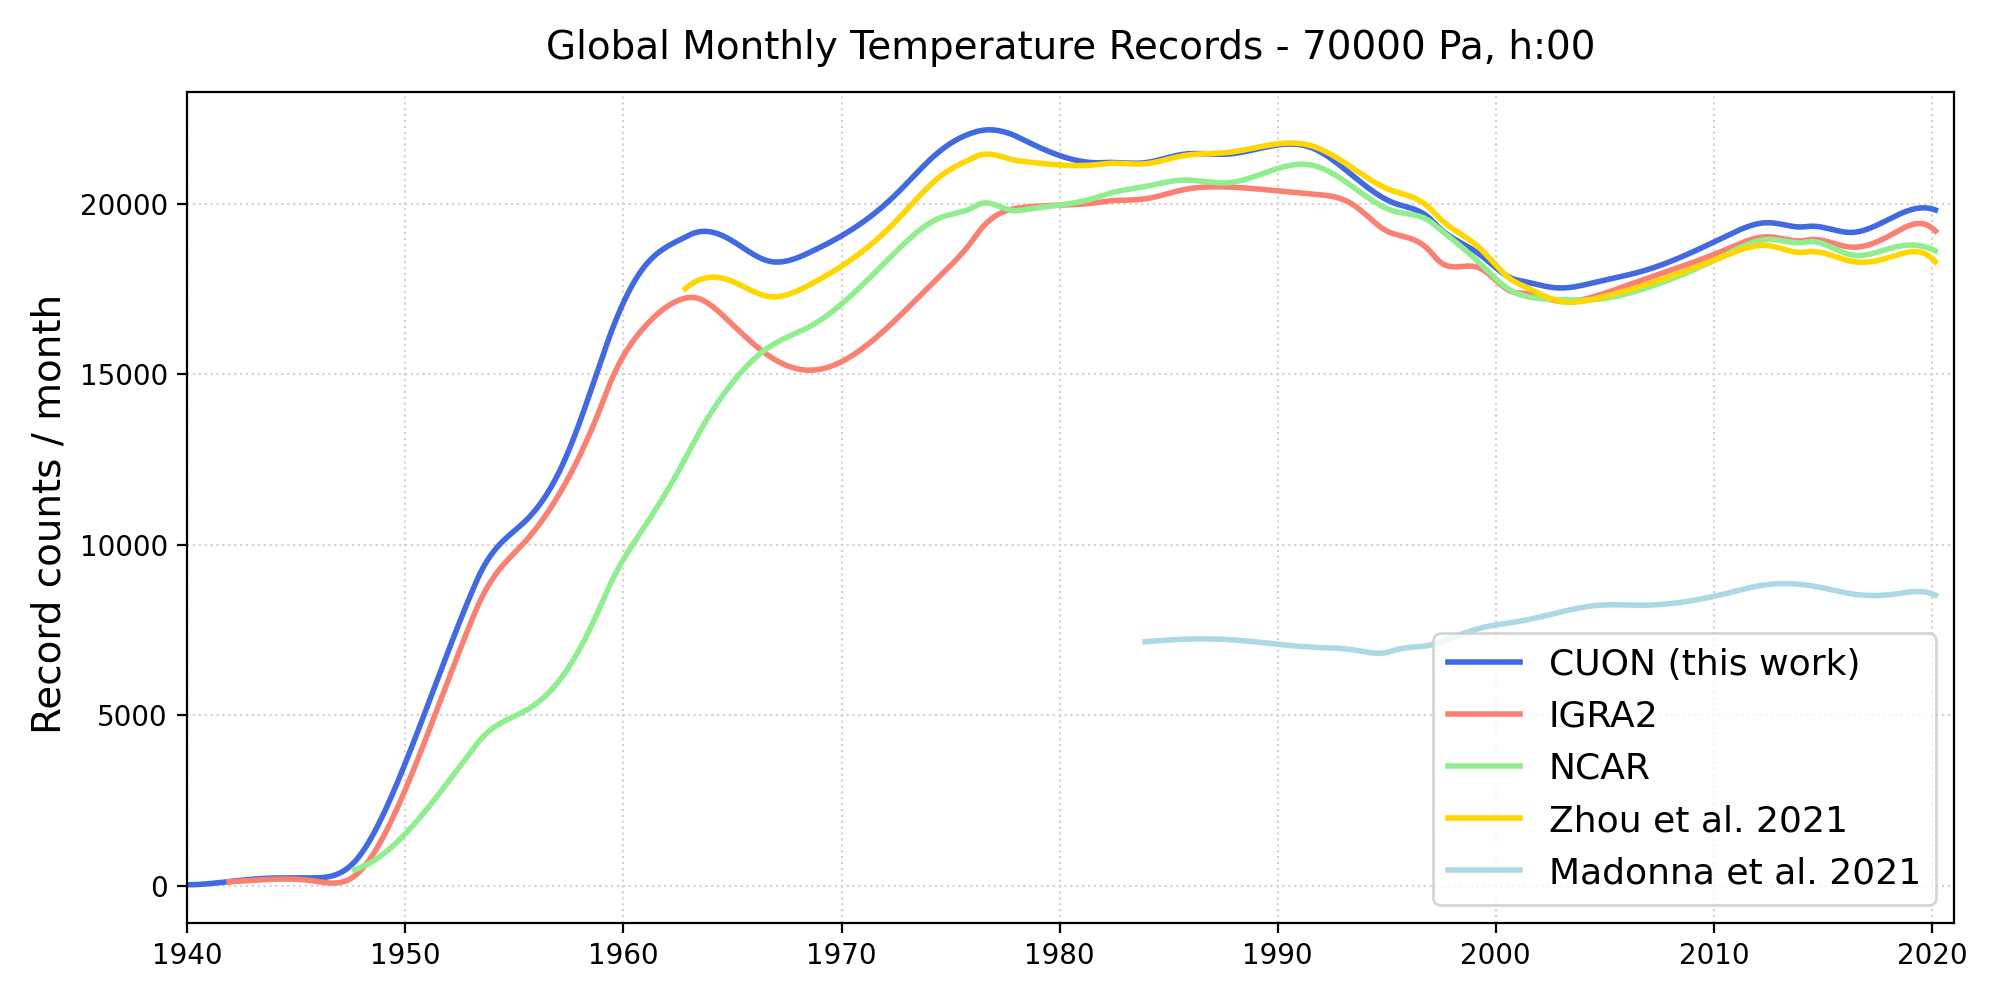 Global Monthly Temperature Records - 70000 Pa, h:00
Record counts / month
20000
15000
10000
5000
0
1940 1950 1960 1970 1980 1990 2000 2010 2020
CUON (this work)
IGRA2
NCAR
Zhou et al. 2021
Madonna et al. 2021